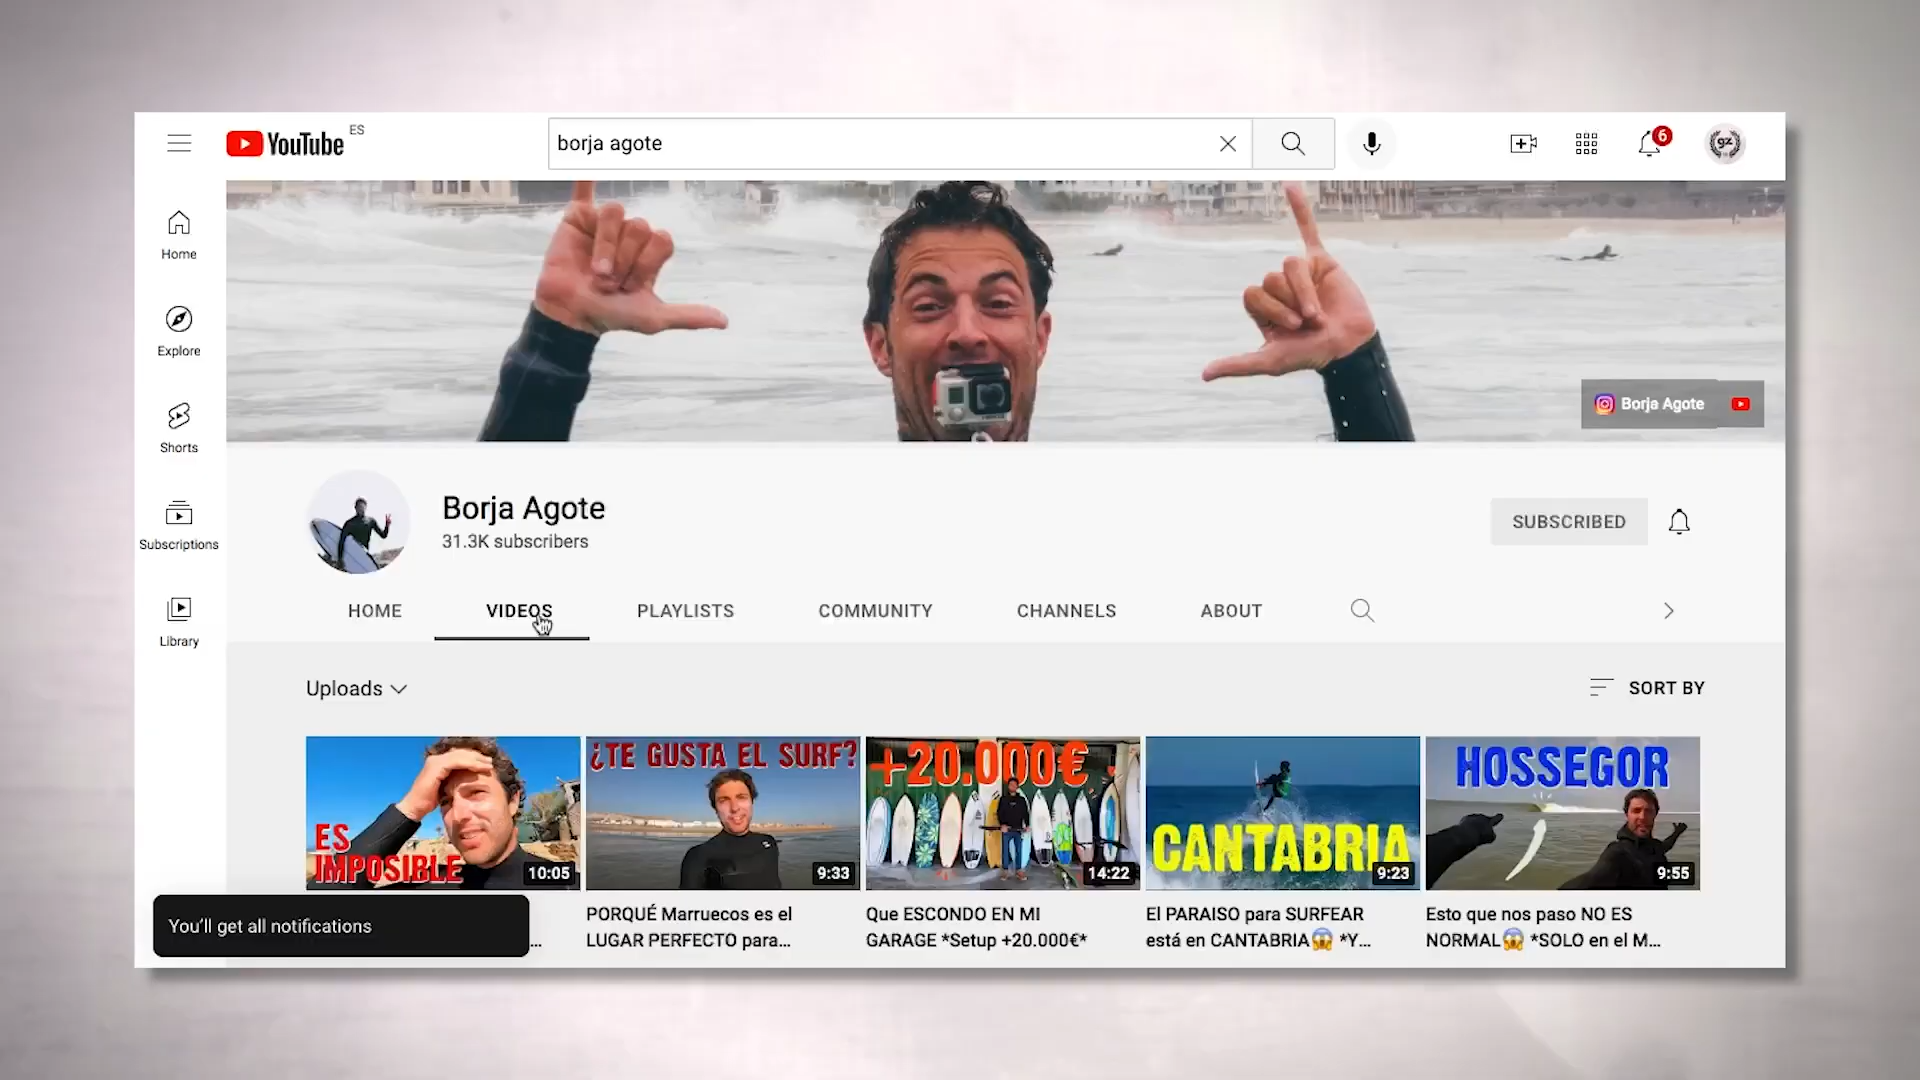 YouTube ES
borja agote
6
gz
Home
Explore
Shorts
Subscriptions
Library
Borja Agote
Borja Agote
31.3K subscribers
SUBSCRIBED
HOME VIDEOS PLAYLISTS COMMUNITY CHANNELS ABOUT
Uploads
SORT BY
ES
IMPOSIBLE
10:05
¿TE GUSTA EL SURF?
9:33
PORQUÉ Marruecos es el
LUGAR PERFECTO para...
+20.000€
14:22
Que ESCONDO EN MI
GARAGE *Setup +20.000€*
CANTABRIA
9:23
El PARAISO para SURFEAR
está en CANTABRIA😱 *Y...
HOSSEGOR
9:55
Esto que nos paso NO ES
NORMAL😱 *SOLO en el M...
You'll get all notifications
...